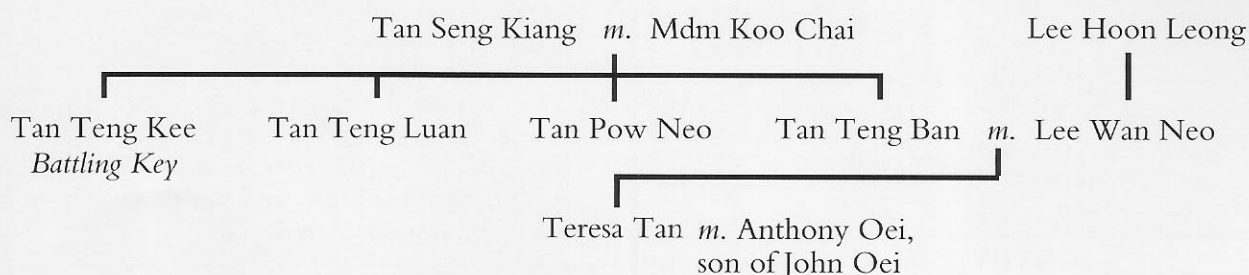 Tan Seng Kiang m. Mdm Koo Chai Lee Hoon Leong
Tan Teng Kee Tan Teng Luan Tan Pow Neo Tan Teng Ban m. Lee Wan Neo
Battling Key
Teresa Tan m. Anthony Oei,
son of John Oei